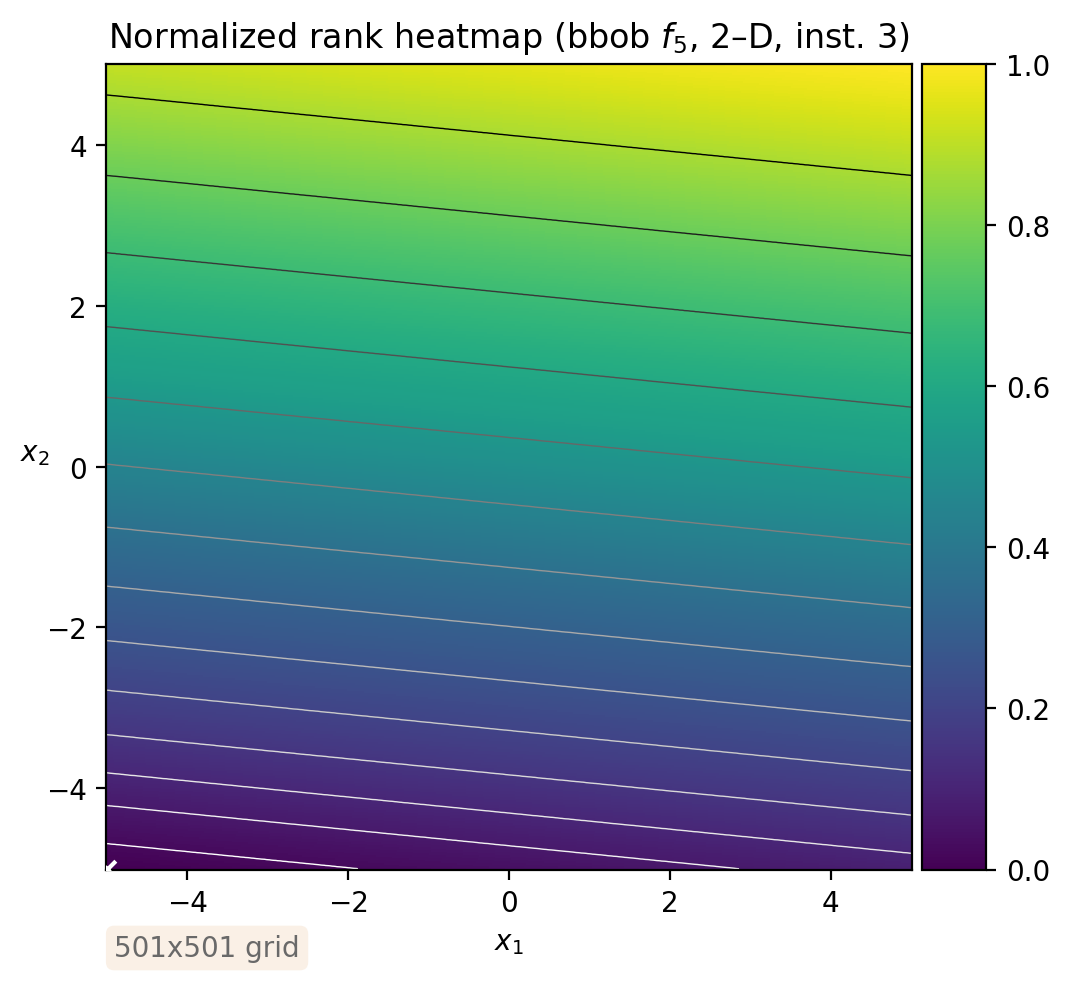 Normalized rank heatmap (bbob f₅, 2–D, inst. 3)
1.0
0.8
0.6
0.4
0.2
0.0
4
2
0
−2
−4
x₂
−4 −2 0 2 4
x₁
501x501 grid